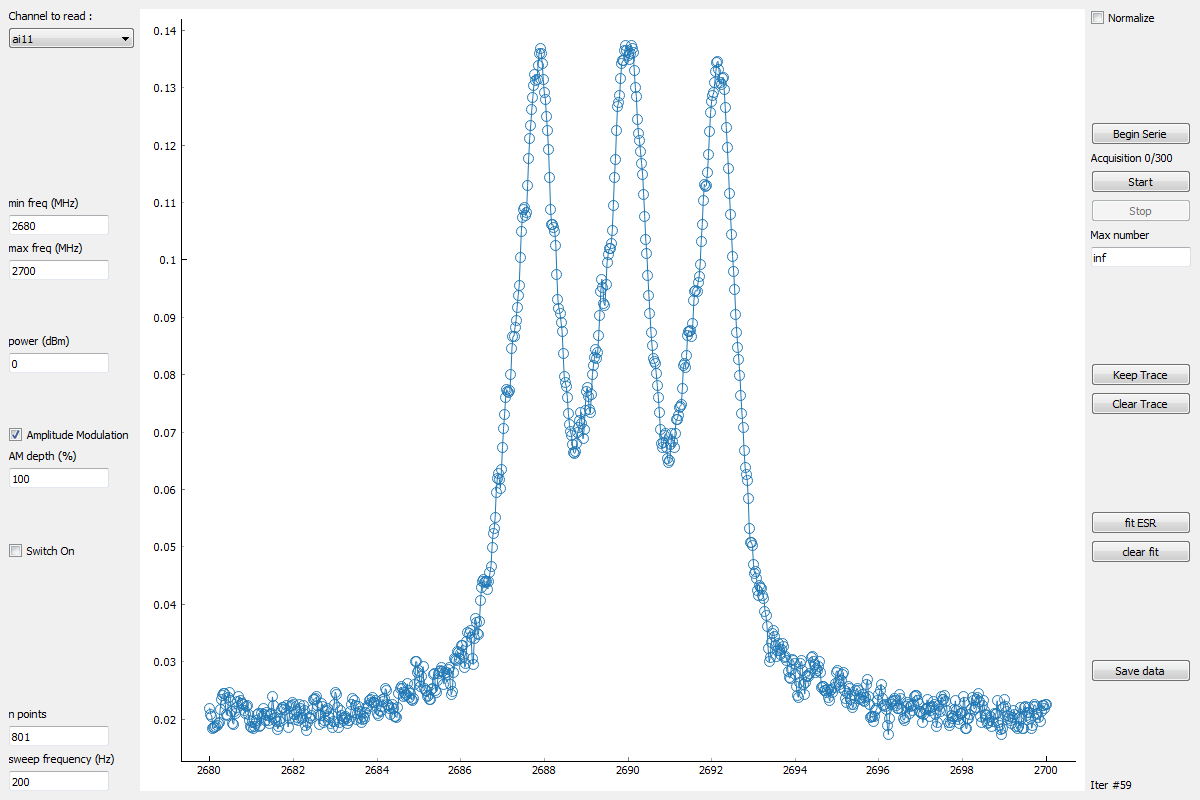 Channel to read :
ai11
min freq (MHz)
2680
max freq (MHz)
2700
power (dBm)
0
Amplitude Modulation
AM depth (%)
100
Switch On
n points
801
sweep frequency (Hz)
200
0.14
0.13
0.12
0.11
0.1
0.09
0.08
0.07
0.06
0.05
0.04
0.03
0.02
2680 2682 2684 2686 2688 2690 2692 2694 2696 2698 2700
Normalize
Begin Serie
Acquisition 0/300
Start
Stop
Max number
inf
Keep Trace
Clear Trace
fit ESR
clear fit
Save data
Iter #59